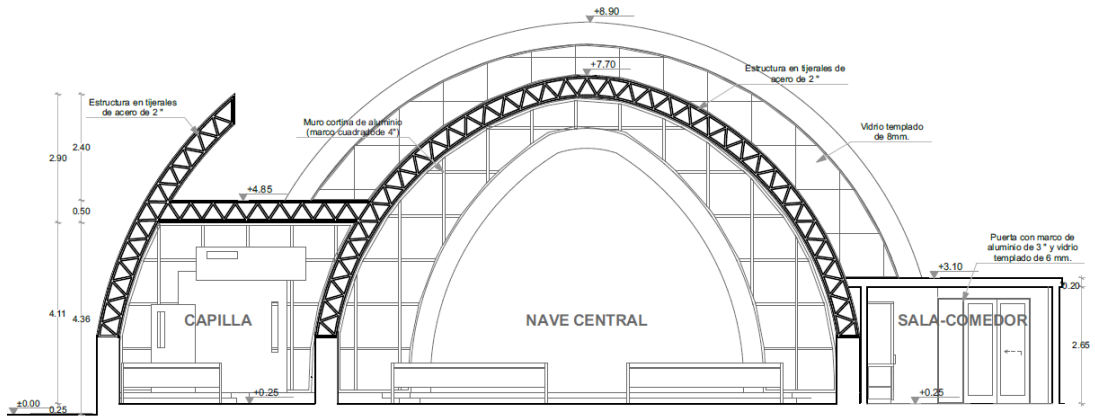 +8.90
+7.70
Estructura en tijerales de
acero de 2 "
Estructura en tijerales
de acero de 2 "
Muro cortina de aluminio
(marco cuadradode 4")
Vidrio templado
de 8mm.
2.90
2.40
+4.85
0.50
Puerta con marco de
aluminio de 3 " y vidrio
templado de 6 mm.
+3.10
0.20
4.11
4.36
CAPILLA
NAVE CENTRAL
SALA-COMEDOR
2.65
+0.25
+0.25
±0.00
0.25